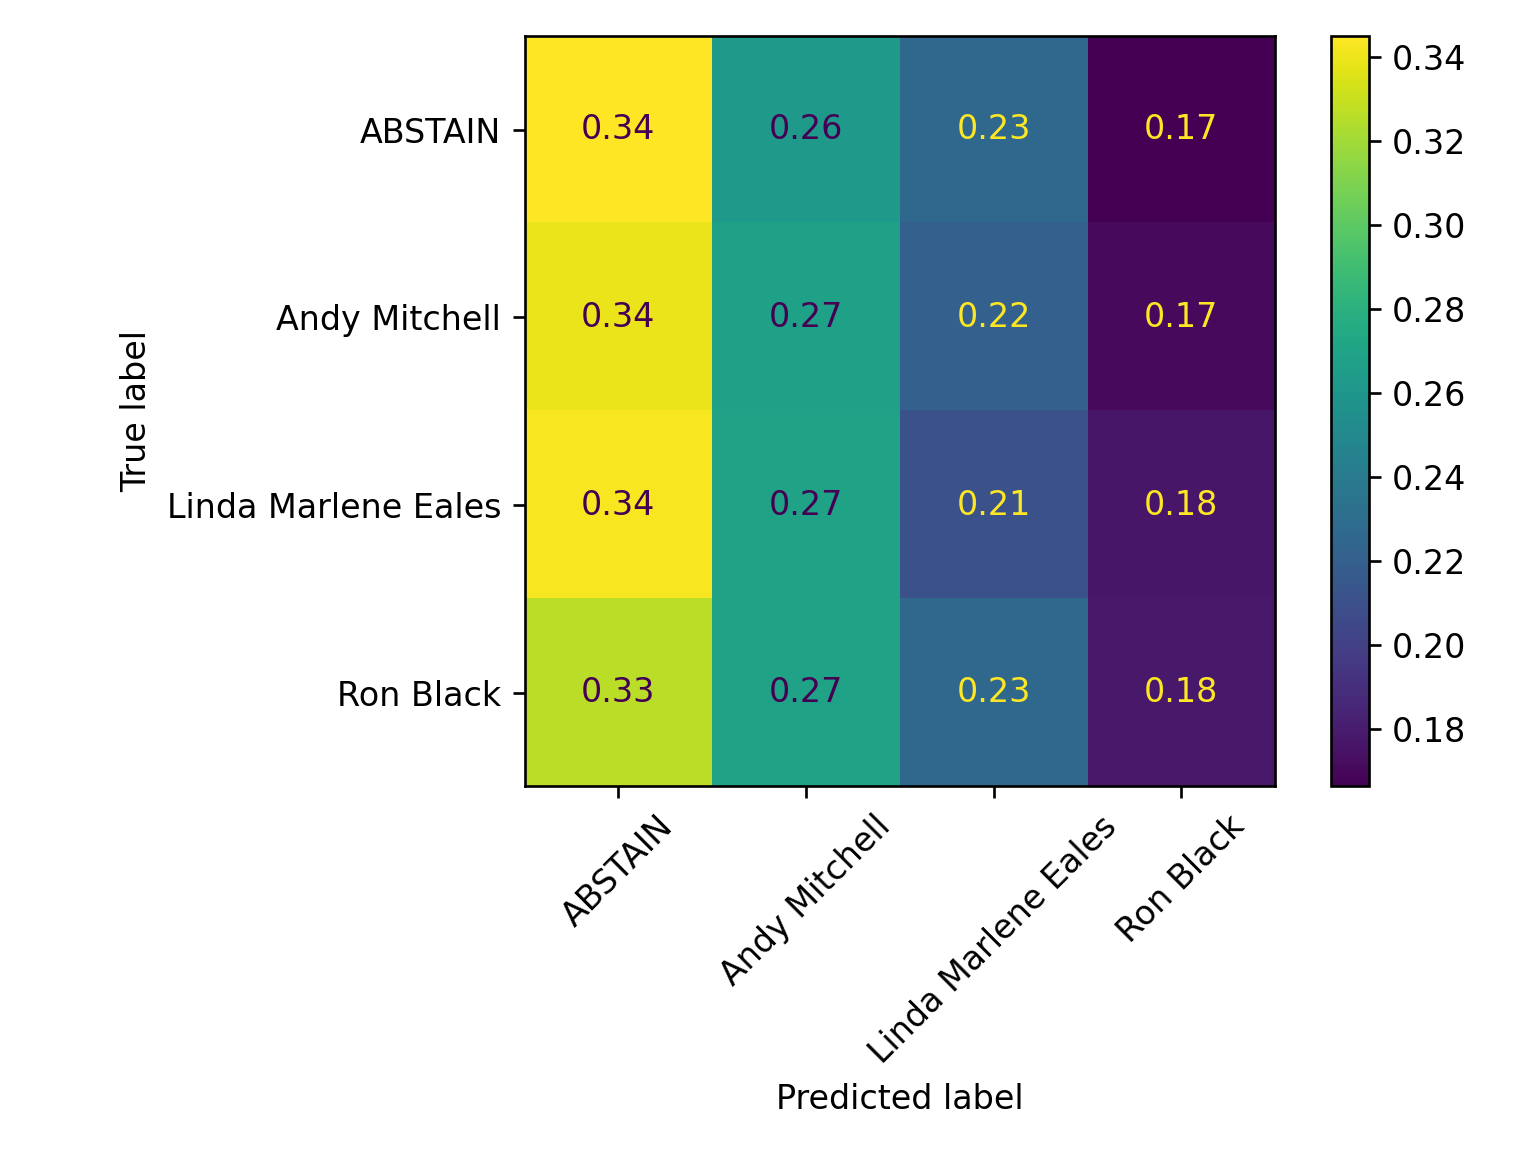 True label
ABSTAIN 0.34 0.26 0.23 0.17
Andy Mitchell 0.34 0.27 0.22 0.17
Linda Marlene Eales 0.34 0.27 0.21 0.18
Ron Black 0.33 0.27 0.23 0.18
ABSTAIN
Andy Mitchell
Linda Marlene Eales
Ron Black
Predicted label
0.34
0.32
0.30
0.28
0.26
0.24
0.22
0.20
0.18